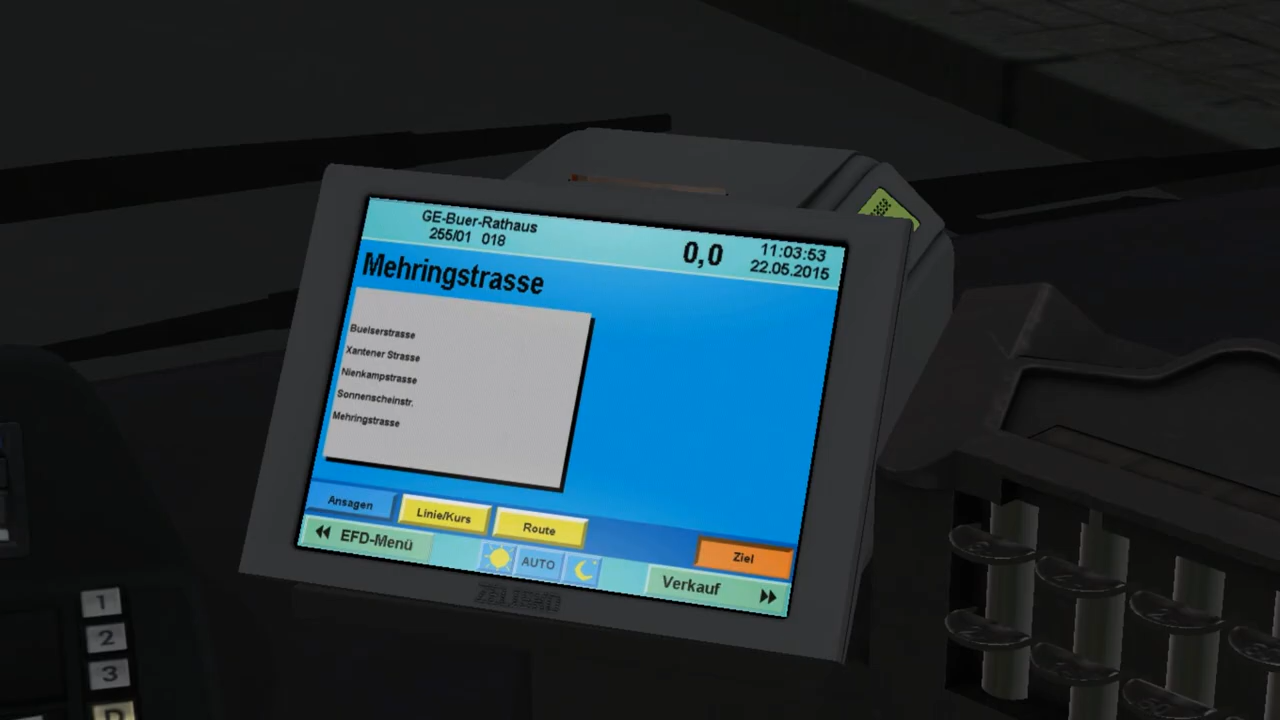 GE-Buer-Rathaus
255/01 018
0,0
11:03:53
22.05.2015
Mehringstrasse
Buelserstrasse
Xantener Strasse
Nienkampstrasse
Sonnenscheinstr.
Mehringstrasse
Ansagen
Linie/Kurs
Route
Ziel
EFD-Menü
AUTO
Verkauf
1
2
3